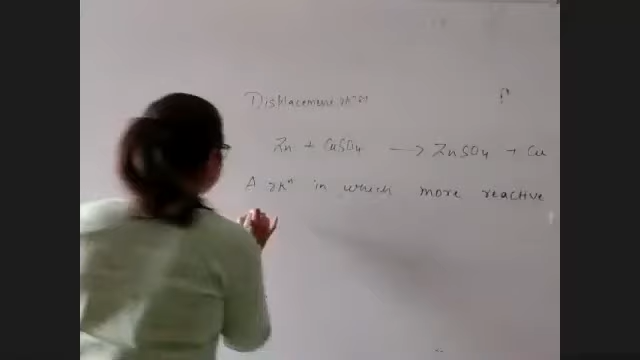 Displacement rxn
Zn + CuSO4 → ZnSO4 + Cu
A rxn in which more reactive